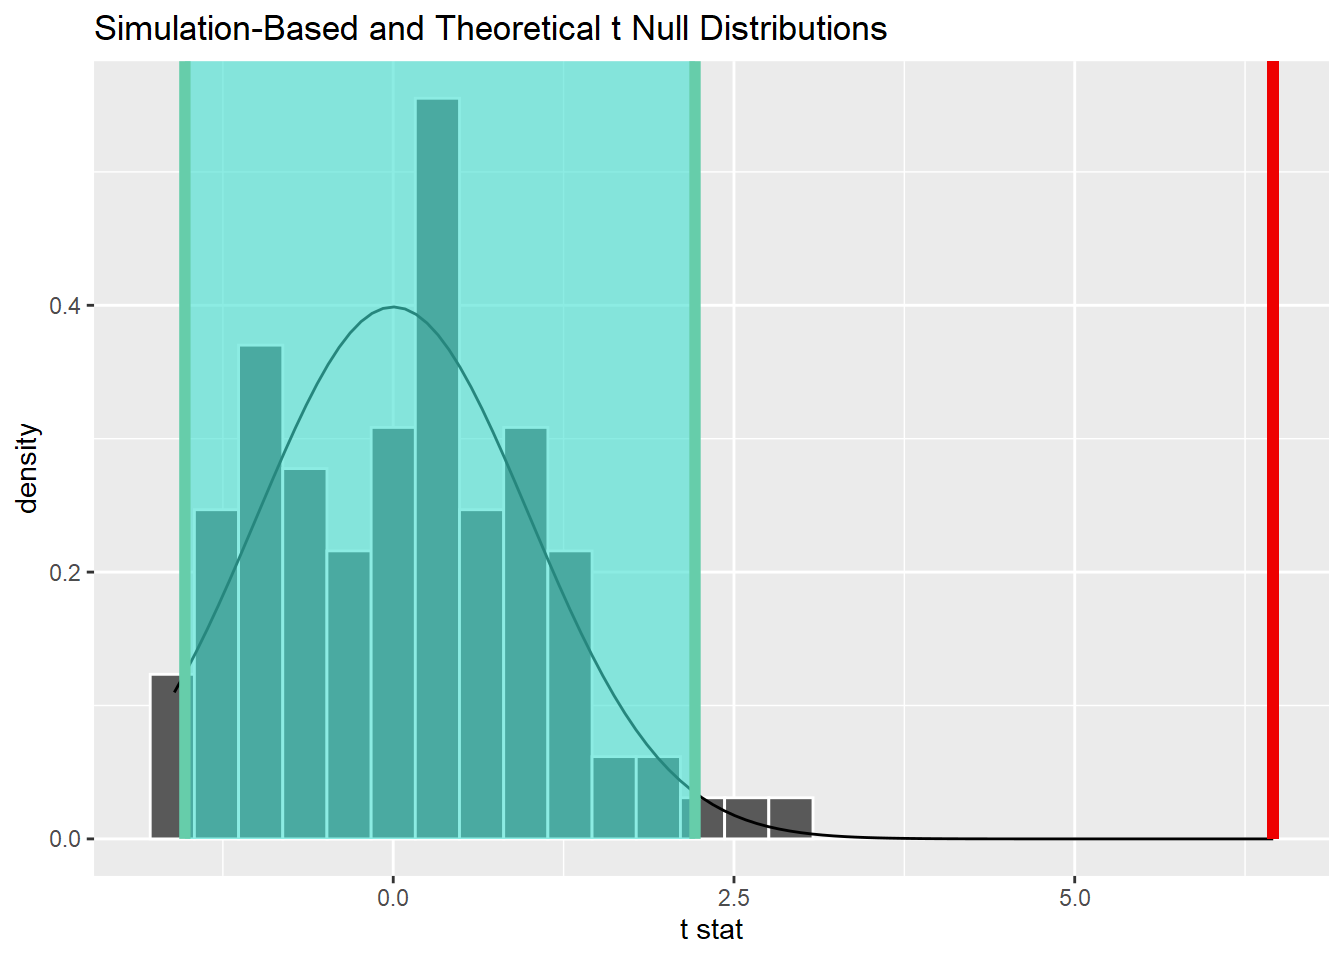 Simulation-Based and Theoretical t Null Distributions
density
0.4
0.2
0.0
0.0 2.5 5.0
t stat